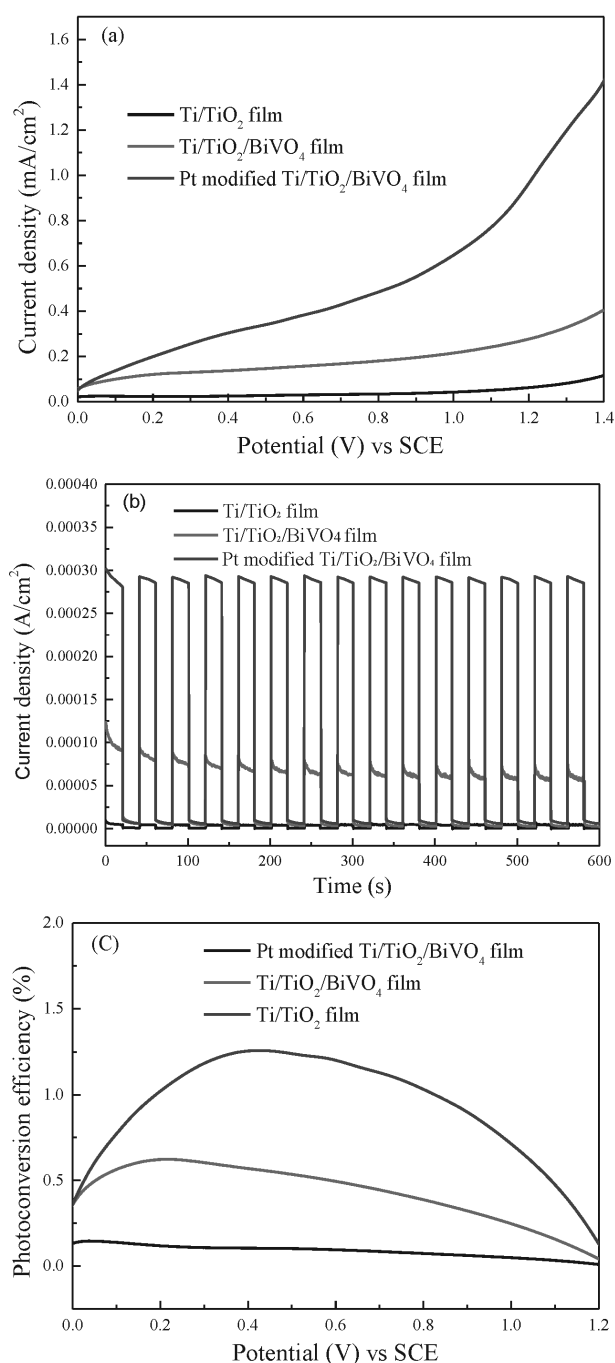 (a)
Ti/TiO₂ film
Ti/TiO₂/BiVO₄ film
Pt modified Ti/TiO₂/BiVO₄ film
Current density (mA/cm²)
1.6
1.4
1.2
1.0
0.8
0.6
0.4
0.2
0.0
0.0 0.2 0.4 0.6 0.8 1.0 1.2 1.4
Potential (V) vs SCE
(b)
Ti/TiO₂ film
Ti/TiO₂/BiVO4 film
Pt modified Ti/TiO₂/BiVO₄ film
Current density (A/cm²)
0.00040
0.00035
0.00030
0.00025
0.00020
0.00015
0.00010
0.00005
0.00000
0 100 200 300 400 500 600
Time (s)
(C)
Pt modified Ti/TiO₂/BiVO₄ film
Ti/TiO₂/BiVO₄ film
Ti/TiO₂ film
Photoconversion efficiency (%)
2.0
1.5
1.0
0.5
0.0
0.0 0.2 0.4 0.6 0.8 1.0 1.2
Potential (V) vs SCE